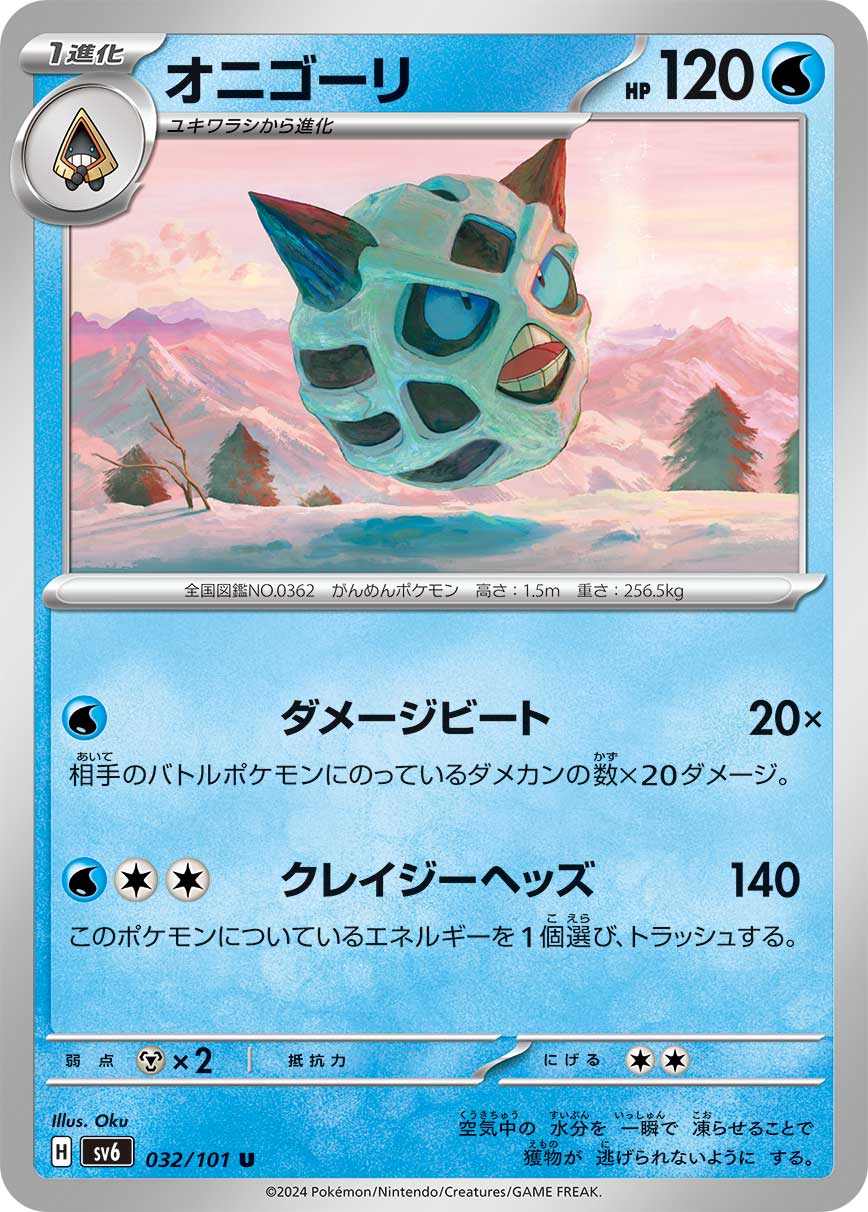 1進化
オニゴーリ
HP 120
ユキワラシから進化
全国図鑑NO.0362 がんめんポケモン 高さ:1.5m 重さ:256.5kg
ダメージビート 20×
相手のバトルポケモンにのっているダメカンの数×20ダメージ。
クレイジーヘッズ 140
このポケモンについているエネルギーを1個選び、トラッシュする。
弱点 ×2 抵抗力 にげる
Illus. Oku
空気中の 水分を 一瞬で 凍らせることで
獲物が 逃げられないように する。
H sv6 032/101 U
©2024 Pokémon/Nintendo/Creatures/GAME FREAK.